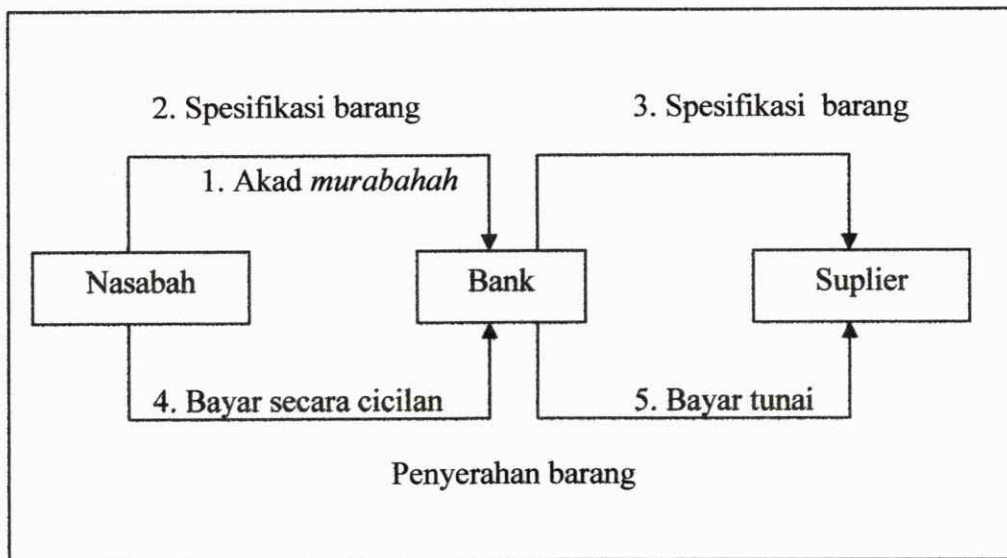 2. Spesifikasi barang
3. Spesifikasi barang
1. Akad murabahah
Nasabah
Bank
Suplier
4. Bayar secara cicilan
5. Bayar tunai
Penyerahan barang